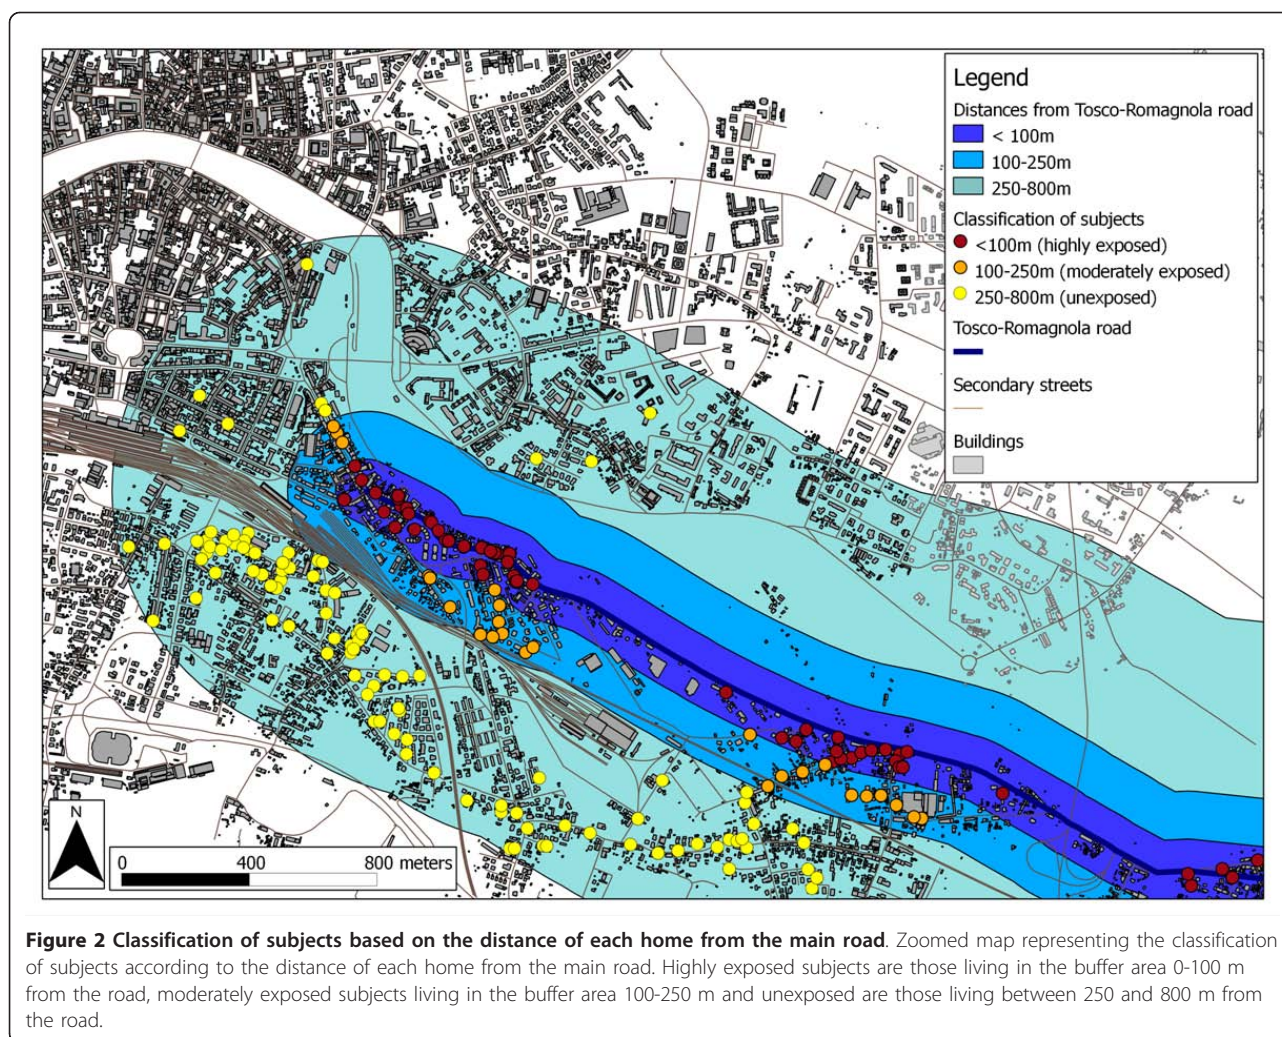 Legend
Distances from Tosco-Romagnola road
< 100m
100-250m
250-800m
Classification of subjects
<100m (highly exposed)
100-250m (moderately exposed)
250-800m (unexposed)
Tosco-Romagnola road
Secondary streets
Buildings
N
0 400 800 meters
Figure 2 Classification of subjects based on the distance of each home from the main road. Zoomed map representing the classification
of subjects according to the distance of each home from the main road. Highly exposed subjects are those living in the buffer area 0-100 m
from the road, moderately exposed subjects living in the buffer area 100-250 m and unexposed are those living between 250 and 800 m from
the road.